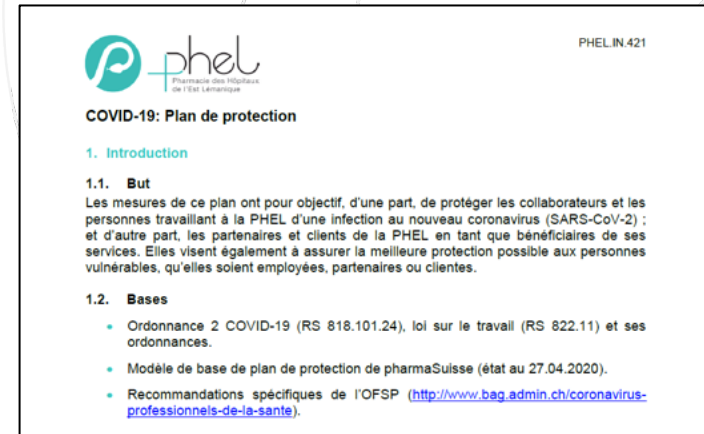 PHEL.IN.421
phel
Pharmacie des Hôpitaux
de l'Est Lémanique
COVID-19: Plan de protection
1. Introduction
1.1. But
Les mesures de ce plan ont pour objectif, d'une part, de protéger les collaborateurs et les
personnes travaillant à la PHEL d'une infection au nouveau coronavirus (SARS-CoV-2) ;
et d'autre part, les partenaires et clients de la PHEL en tant que bénéficiaires de ses
services. Elles visent également à assurer la meilleure protection possible aux personnes
vulnérables, qu'elles soient employées, partenaires ou clientes.
1.2. Bases
• Ordonnance 2 COVID-19 (RS 818.101.24), loi sur le travail (RS 822.11) et ses
ordonnances.
• Modèle de base de plan de protection de pharmaSuisse (état au 27.04.2020).
• Recommandations spécifiques de l'OFSP (http://www.bag.admin.ch/coronavirus-
professionnels-de-la-sante).